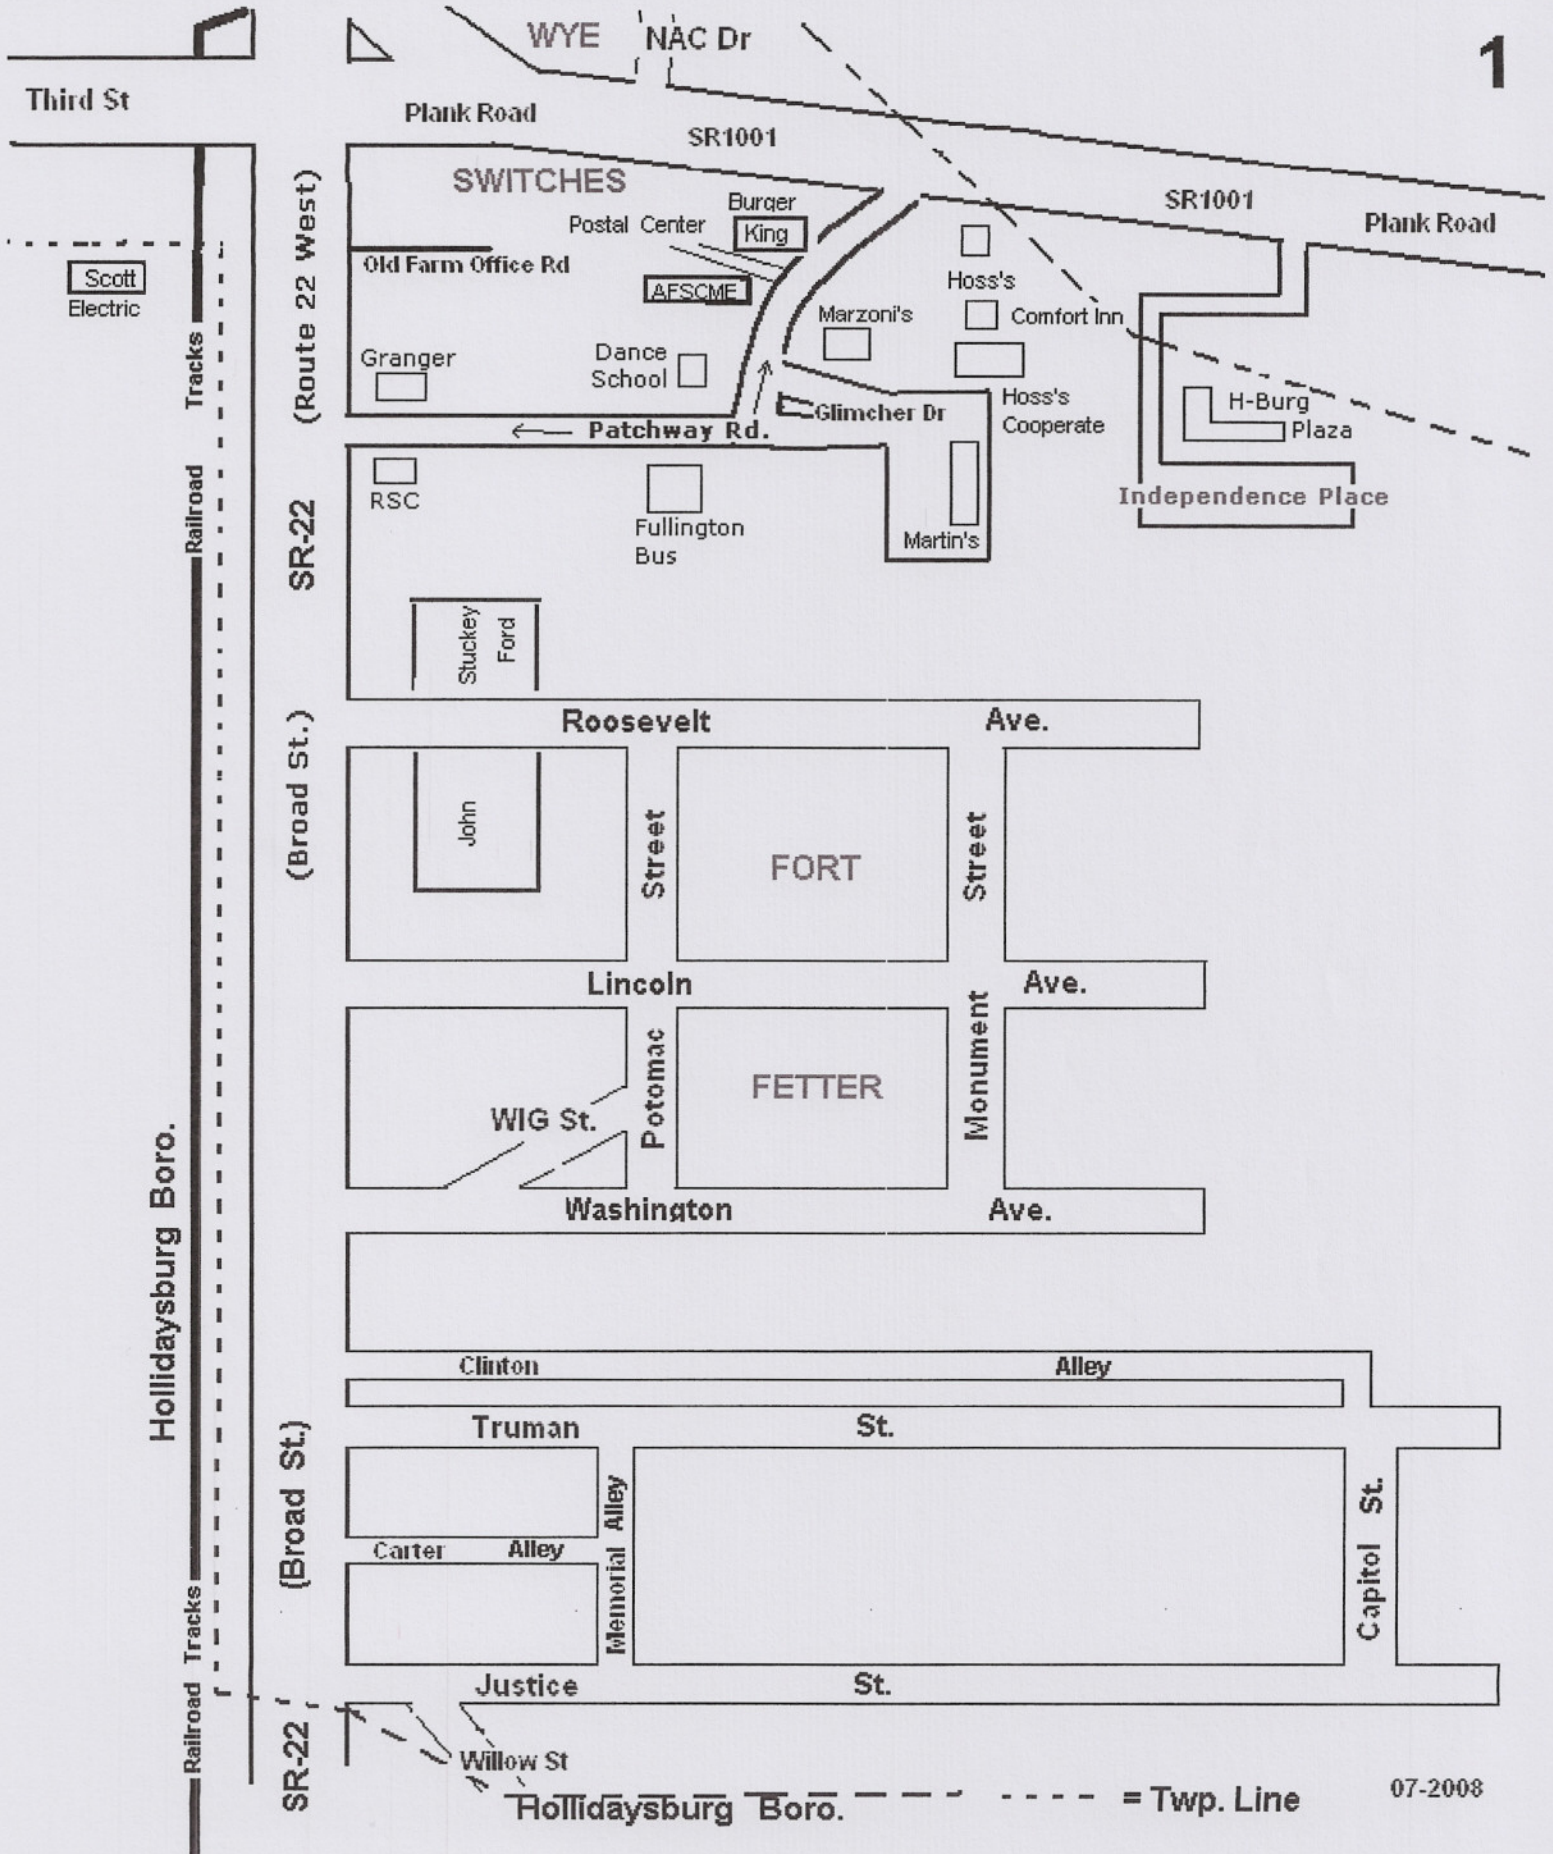 WYE
NAC Dr
1
Third St
Plank Road
SR1001
SWITCHES
SR1001
Plank Road
Burger
King
Postal Center
Old Farm Office Rd
AFSCME
Scott
Electric
Hoss's
Marzoni's
Comfort Inn
Granger
Dance
School
Hoss's
Cooperate
Glimcher Dr
H-Burg
Plaza
Patchway Rd.
Independence Place
RSC
Fullington
Bus
Martin's
(Route 22 West)
Railroad Tracks
SR-22
Stuckey
Ford
Roosevelt Ave.
(Broad St.)
John
Street
FORT
Street
Lincoln Ave.
Potomac
FETTER
Monument
WIG St.
Washington Ave.
Hollidaysburg Boro.
Clinton Alley
Truman St.
(Broad St.)
Memorial Alley
Carter Alley
Capitol St.
Justice St.
Railroad Tracks
SR-22
Willow St
Hollidaysburg Boro.
= Twp. Line
07-2008